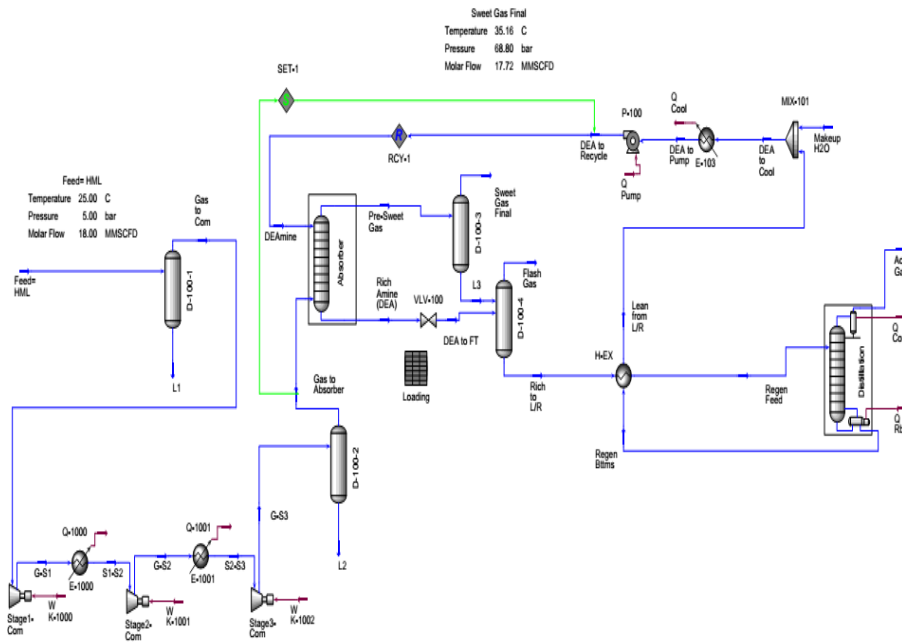 Sweet Gas Final
Temperature 35.16 C
Pressure 68.80 bar
Molar Flow 17.72 MMSCFD
SET-1
S
R
RCY-1
DEA to
Recycle
P-100
Q
Pump
DEA to
Pump
Q
Cool
E-103
DEA
to
Cool
MIX-101
Makeup
H2O
Feed= HML
Temperature 25.00 C
Pressure 5.00 bar
Molar Flow 18.00 MMSCFD
Gas
to
Com
Feed=
HML
D-100-1
L1
DEAmine
Absorber
Pre-Sweet
Gas
Sweet
Gas
Final
D-100-3
L3
Flash
Gas
D-100-4
Rich
Amine
(DEA)
VLV-100
DEA to FT
Loading
Gas to
Absorber
Rich
to
L/R
H-EX
Lean
from
L/R
Regen
Feed
Regen
Bttms
Distillation
Ac
Ga
Q
Co
Q
Rb
D-100-2
L2
G-S3
Q-1000
G-S1
E-1000
S1-S2
G-S2
Q-1001
E-1001
S2-S3
Stage1-
Com
W
K-1000
Stage2-
Com
W
K-1001
Stage3-
Com
W
K-1002